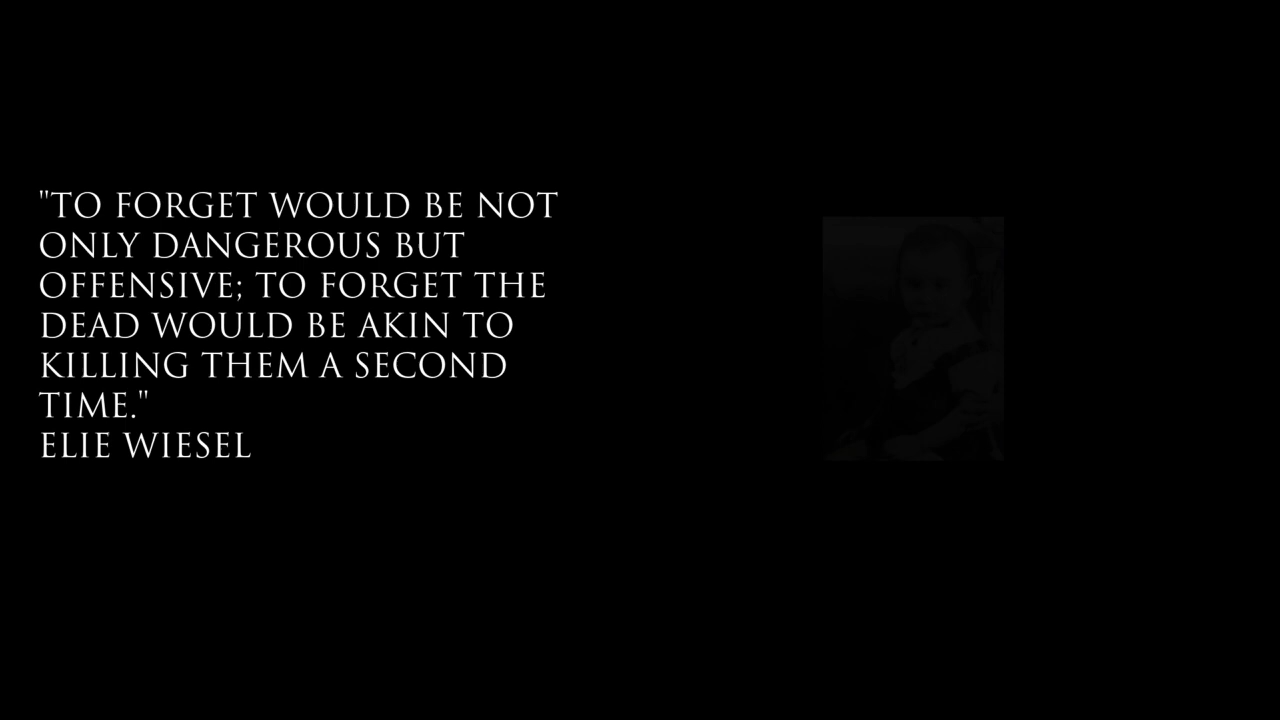 "TO FORGET WOULD BE NOT
ONLY DANGEROUS BUT
OFFENSIVE; TO FORGET THE
DEAD WOULD BE AKIN TO
KILLING THEM A SECOND
TIME."
ELIE WIESEL